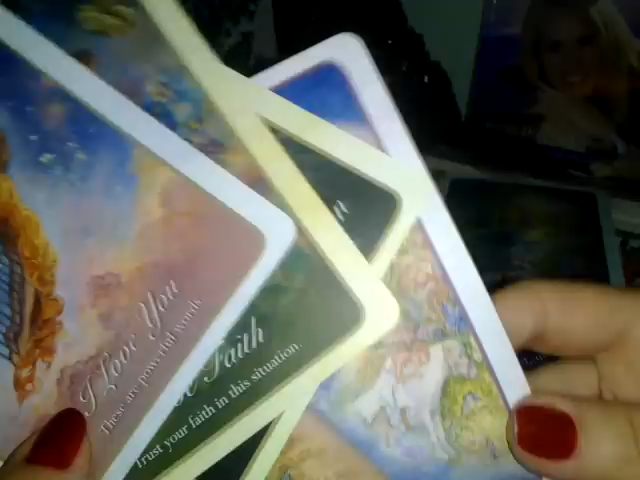 I Love You
These are powerful words
Faith
Trust your faith in this situation.